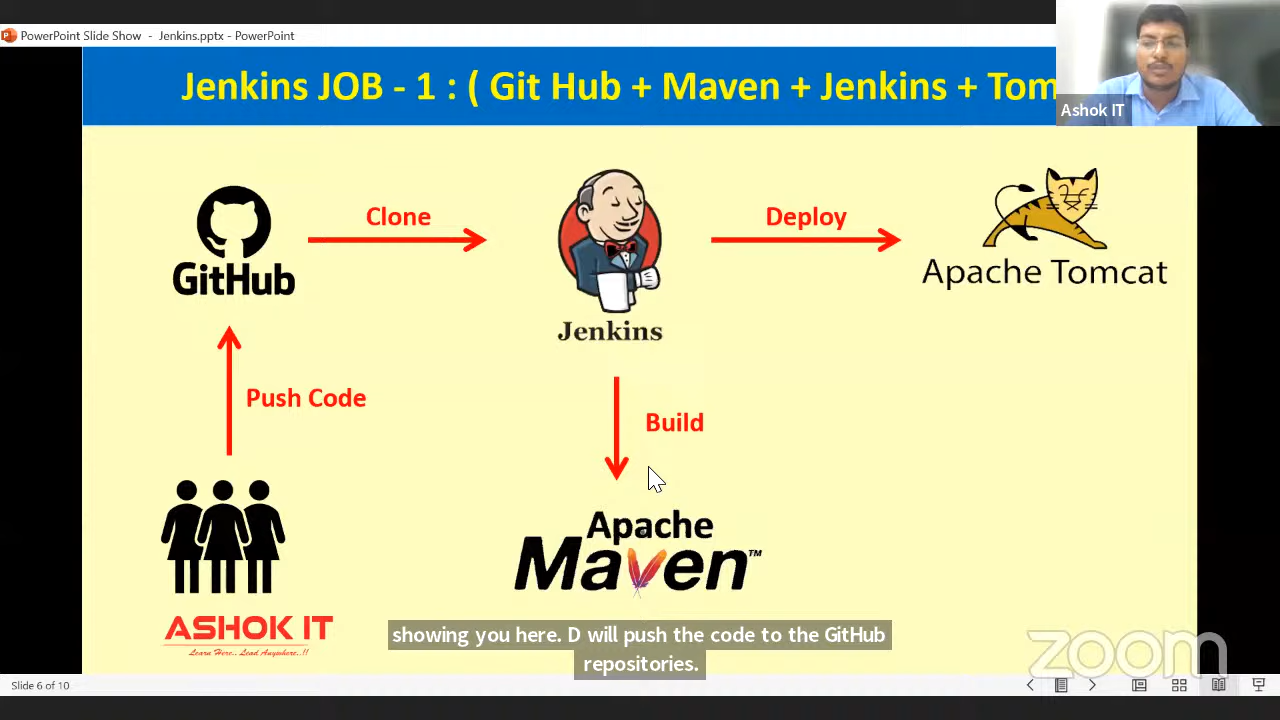 PowerPoint Slide Show - Jenkins.pptx - PowerPoint
Jenkins JOB - 1 : ( Git Hub + Maven + Jenkins + Tom
Ashok IT
Clone
Deploy
GitHub
Apache Tomcat
Jenkins
Push Code
Build
Apache
Maven™
ASHOK IT
Learn Here.. Lead Anywhere..!!
showing you here. D will push the code to the GitHub
repositories.
zoom
Slide 6 of 10